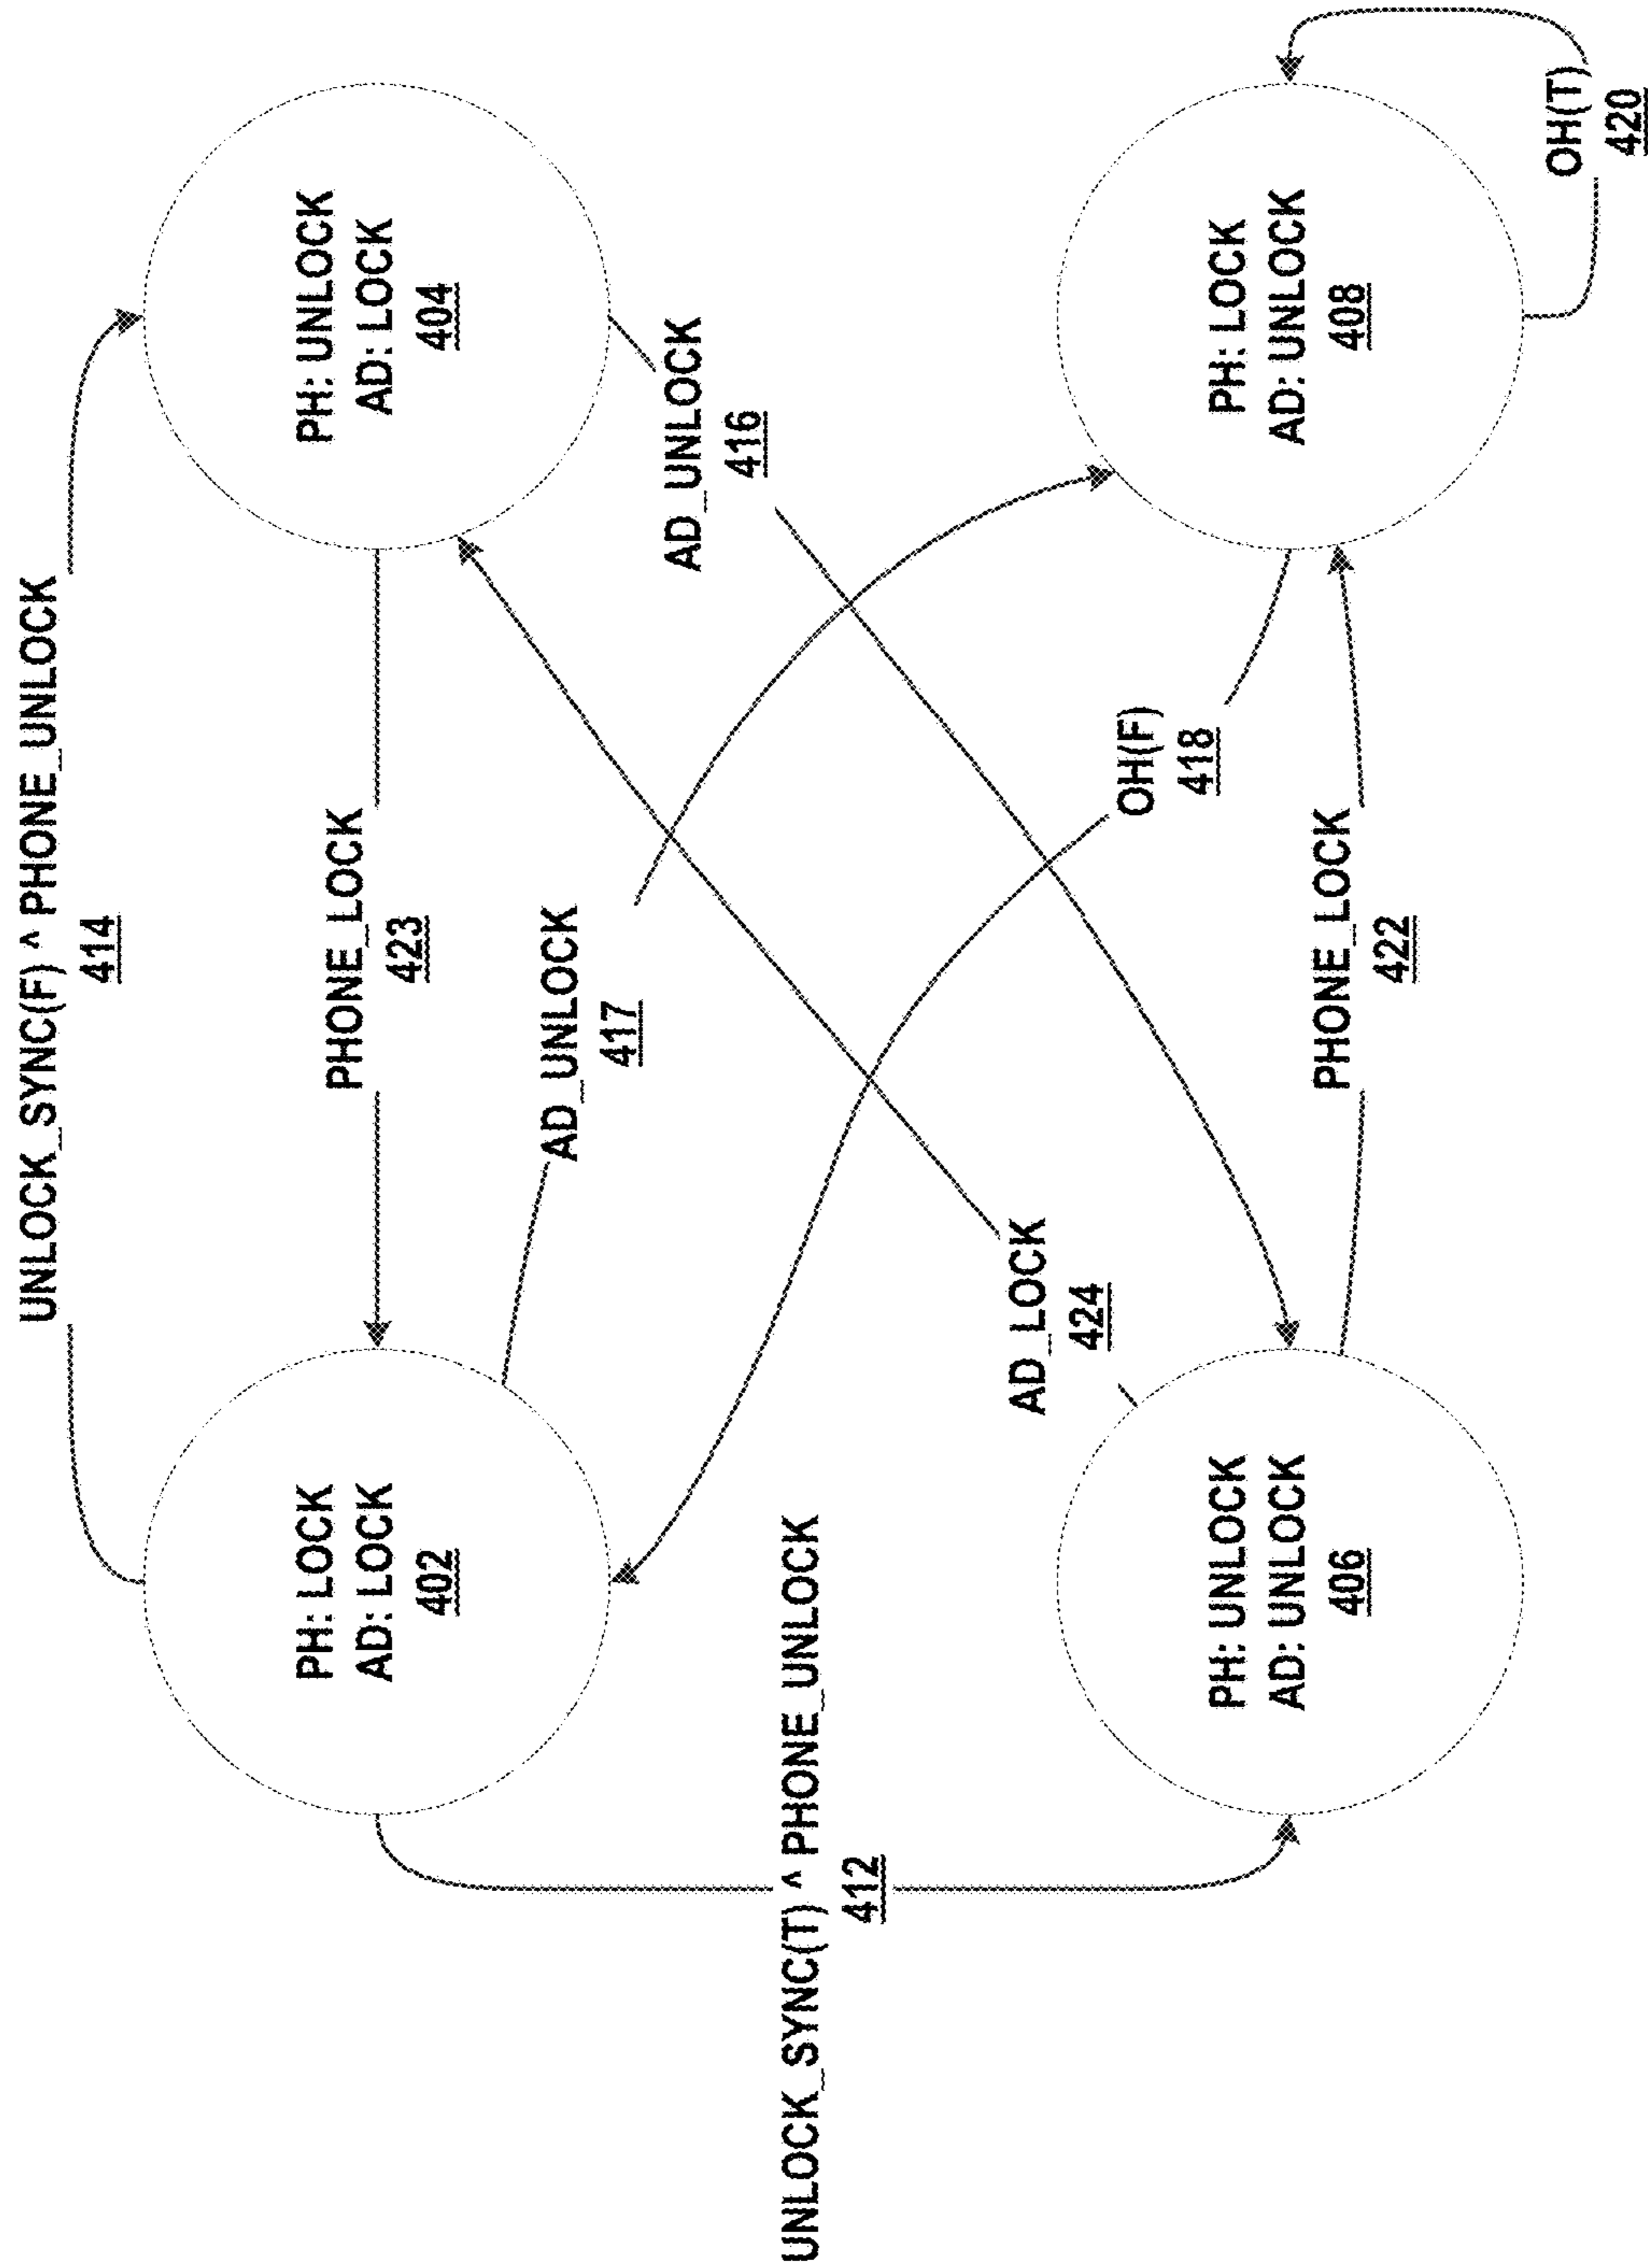 UNLOCK_SYNC(F) ^ PHONE_UNLOCK
414
PH: LOCK
AD: LOCK
402
PHONE_LOCK
423
PH: UNLOCK
AD: LOCK
404
AD_UNLOCK
417
AD_UNLOCK
416
UNLOCK_SYNC(T) ^ PHONE_UNLOCK
412
AD_LOCK
424
OH(F)
418
PH: UNLOCK
AD: UNLOCK
406
PHONE_LOCK
422
PH: LOCK
AD: UNLOCK
408
OH(T)
420